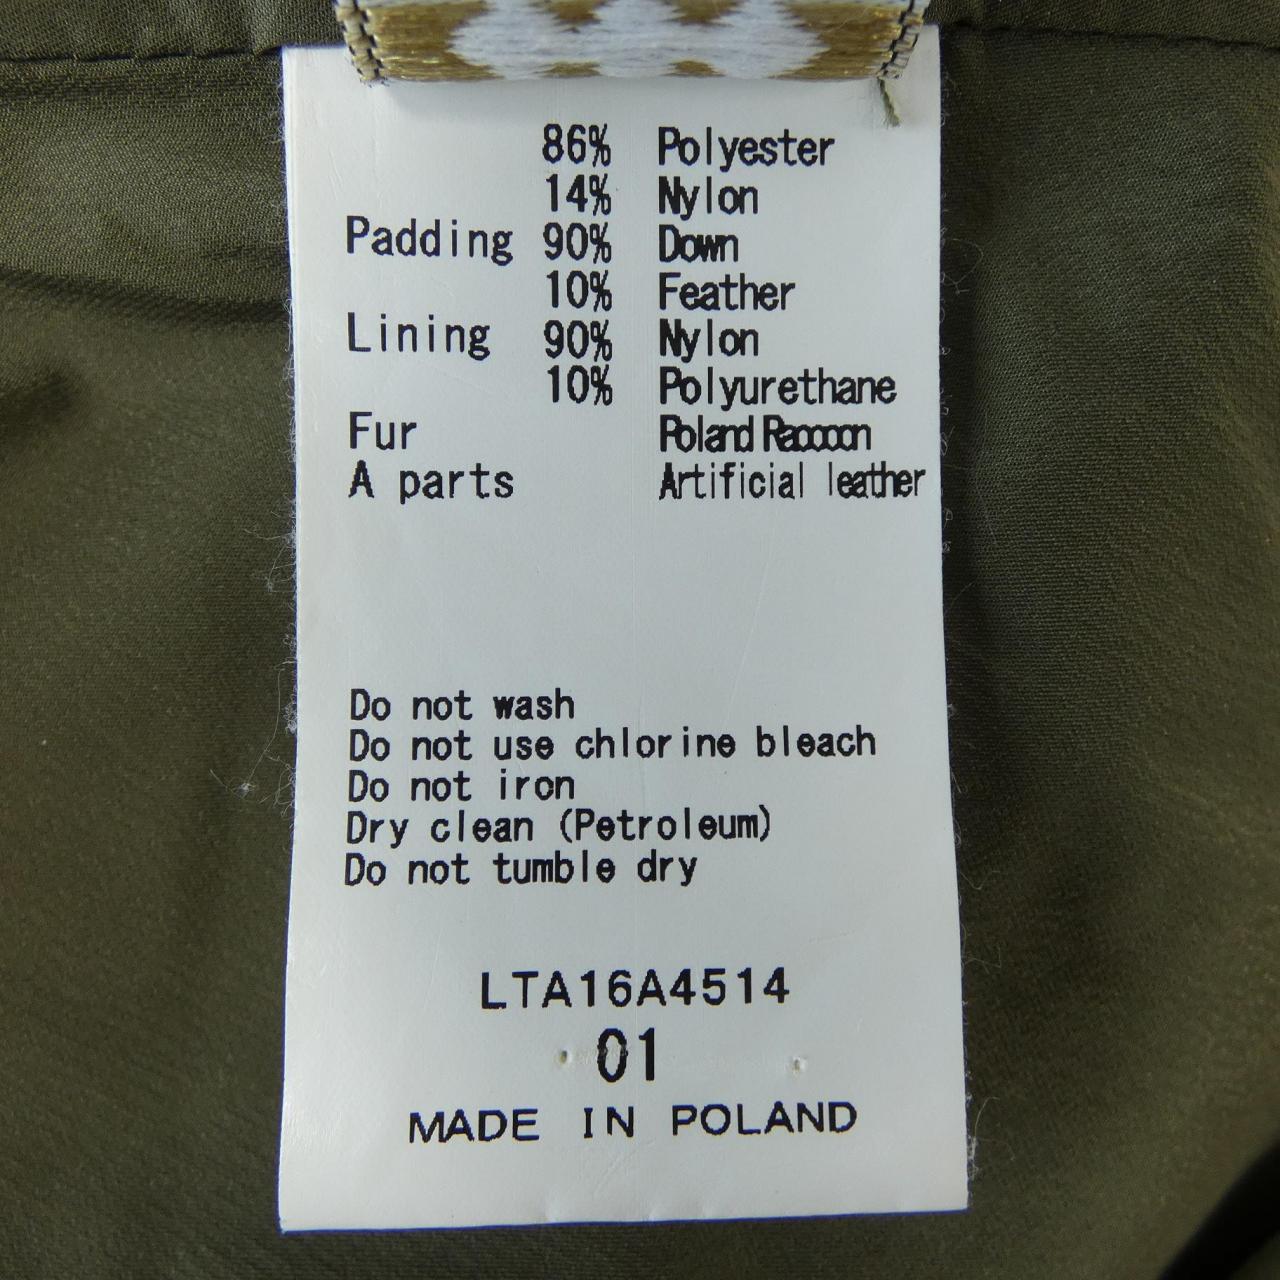 86% Polyester
14% Nylon
Padding 90% Down
10% Feather
Lining 90% Nylon
10% Polyurethane
Fur Poland Racooon
A parts Artificial leather
Do not wash
Do not use chlorine bleach
Do not iron
Dry clean (Petroleum)
Do not tumble dry
LTA16A4514
01
MADE IN POLAND